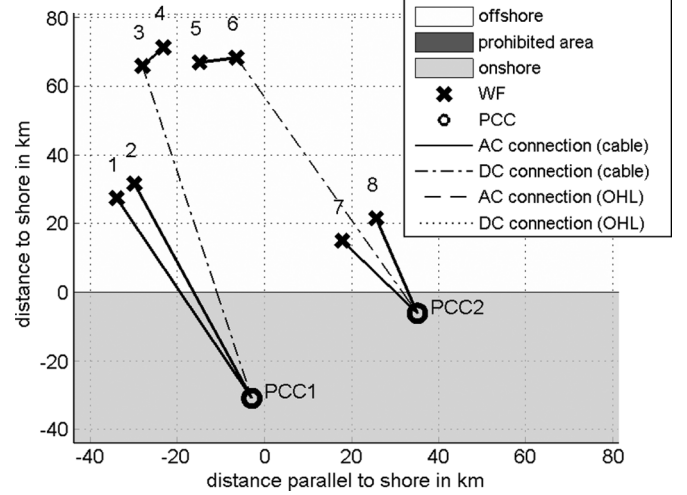 80
60
40
20
0
-20
-40
distance to shore in km
3
4
5
6
1
2
7
8
PCC2
PCC1
offshore
prohibited area
onshore
WF
PCC
AC connection (cable)
DC connection (cable)
AC connection (OHL)
DC connection (OHL)
-40 -20 0 20 40 60 80
distance parallel to shore in km